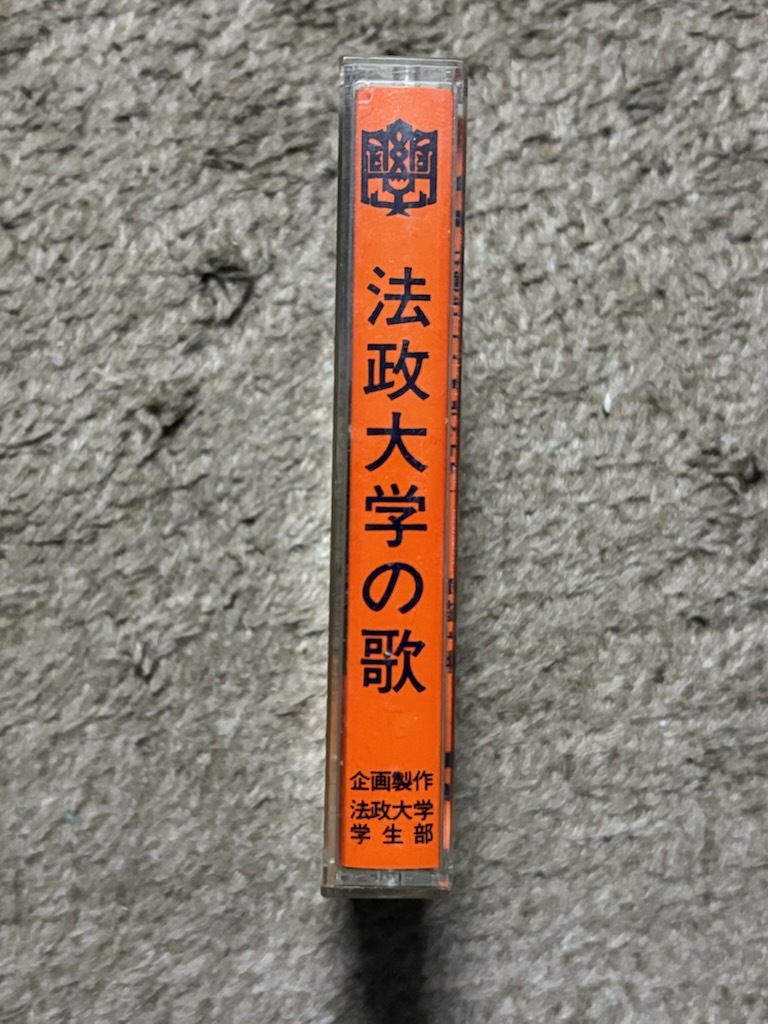 法政大学の歌
企画製作
法政大学
学生部